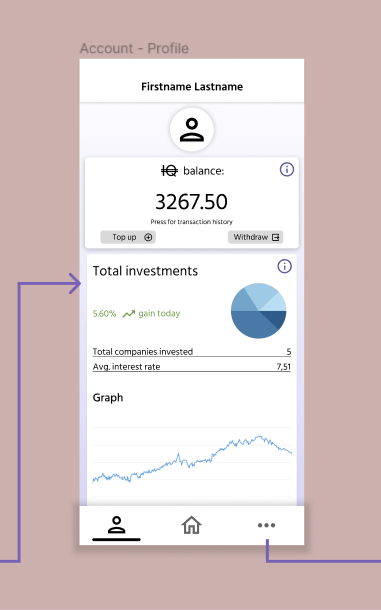 Account - Profile
Firstname Lastname
IQ balance:
3267.50
Press for transaction history
Top up
Withdraw
Total investments
5.60% gain today
Total companies invested 5
Avg. interest rate 7,51
Graph